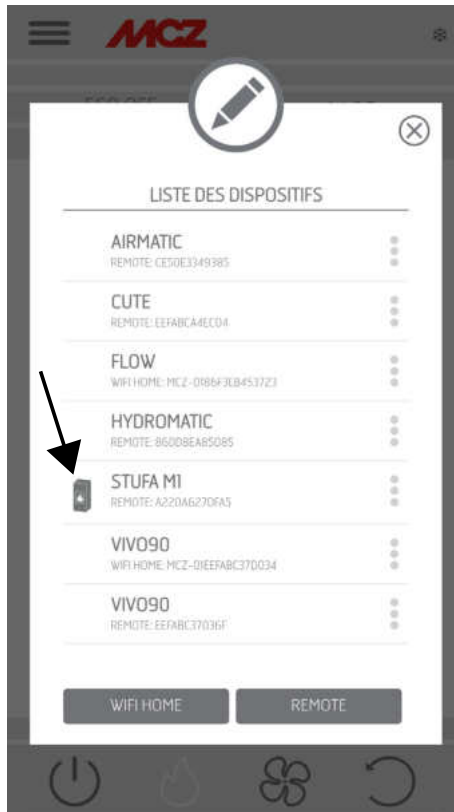 MCZ
LISTE DES DISPOSITIFS
AIRMATIC
REMOTE: CE50E3349385
CUTE
REMOTE: EEFABCA4EC04
FLOW
WIFI HOME: MCZ-0186F3EB453723
HYDROMATIC
REMOTE: 860D8EA85085
STUFA M1
REMOTE: A220A6270FA5
VIVO90
WIFI HOME: MCZ-01EEFABC37D034
VIVO90
REMOTE: EEFABC37036F
WIFI HOME
REMOTE